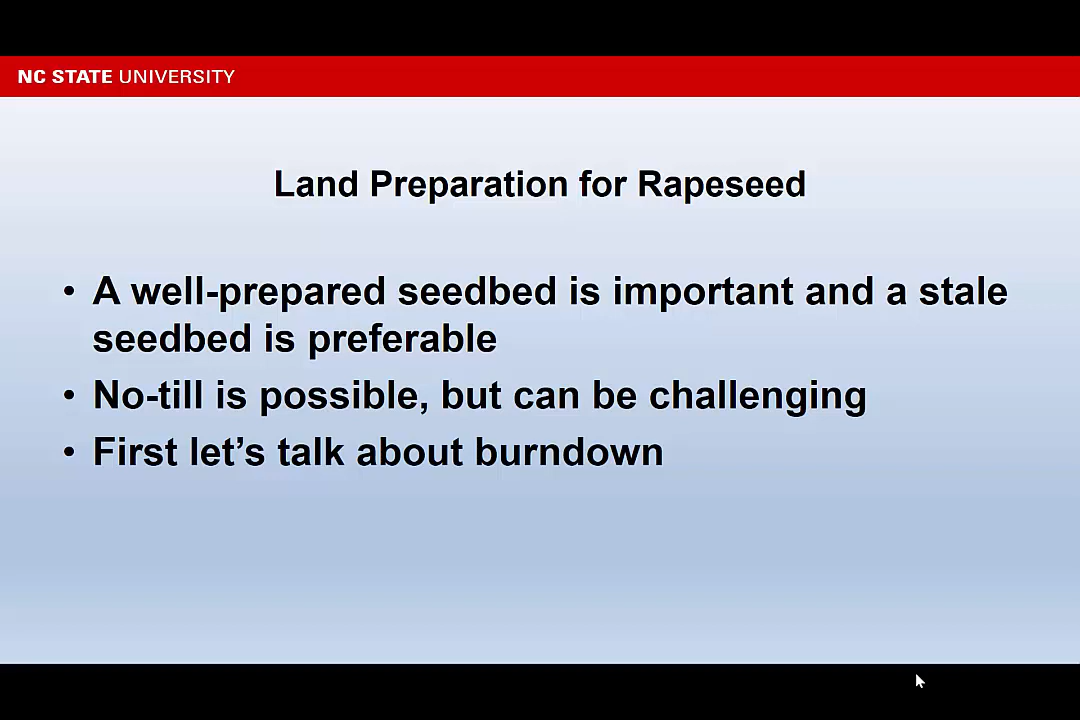 NC STATE UNIVERSITY
Land Preparation for Rapeseed
• A well-prepared seedbed is important and a stale
seedbed is preferable
• No-till is possible, but can be challenging
• First let’s talk about burndown